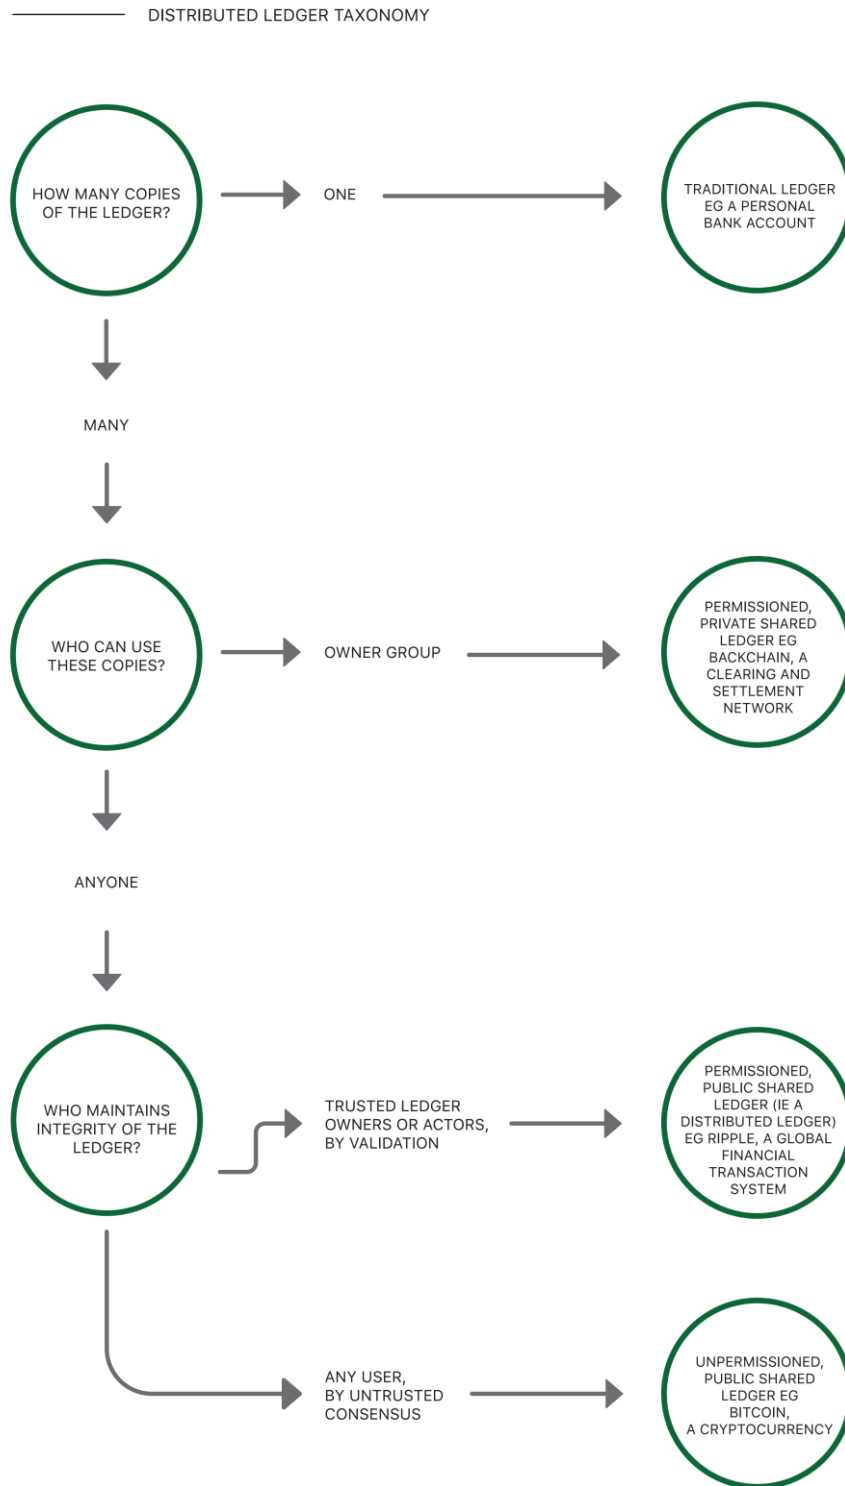 DISTRIBUTED LEDGER TAXONOMY
HOW MANY COPIES
OF THE LEDGER?
ONE
TRADITIONAL LEDGER
EG A PERSONAL
BANK ACCOUNT
MANY
WHO CAN USE
THESE COPIES?
OWNER GROUP
PERMISSIONED,
PRIVATE SHARED
LEDGER EG
BACKCHAIN, A
CLEARING AND
SETTLEMENT
NETWORK
ANYONE
WHO MAINTAINS
INTEGRITY OF THE
LEDGER?
TRUSTED LEDGER
OWNERS OR ACTORS,
BY VALIDATION
PERMISSIONED,
PUBLIC SHARED
LEDGER (IE A
DISTRIBUTED LEDGER)
EG RIPPLE, A GLOBAL
FINANCIAL
TRANSACTION
SYSTEM
ANY USER,
BY UNTRUSTED
CONSENSUS
UNPERMISSIONED,
PUBLIC SHARED
LEDGER EG
BITCOIN,
A CRYPTOCURRENCY